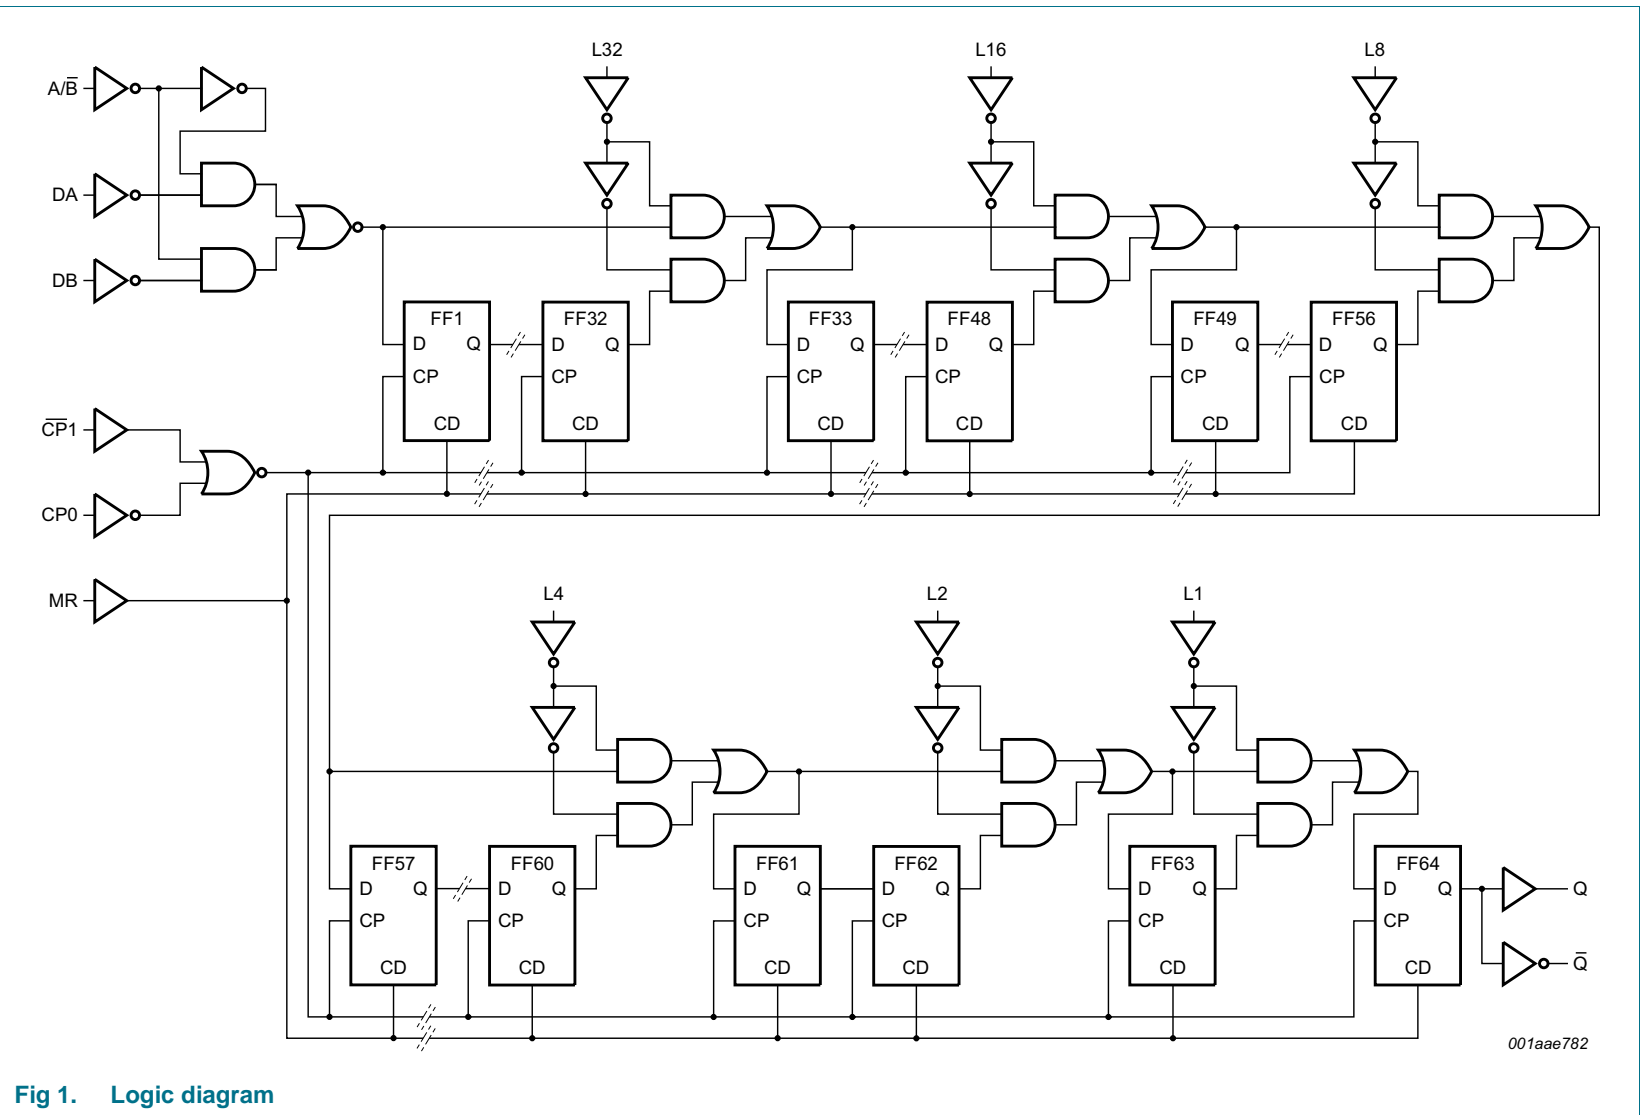 L32 L16 L8
A/B̅
DA
DB
FF1 FF32 FF33 FF48 FF49 FF56
D Q D Q D Q D Q D Q D Q
CP CP CP CP CP CP
CD CD CD CD CD CD
C̅P̅1
CP0
MR
L4 L2 L1
FF57 FF60 FF61 FF62 FF63 FF64
D Q D Q D Q D Q D Q D Q Q
CP CP CP CP CP CP
CD CD CD CD CD CD Q̅
001aae782
Fig 1. Logic diagram